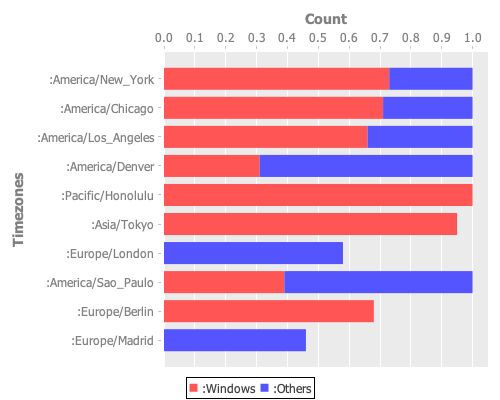 Count
0.0 0.1 0.2 0.3 0.4 0.5 0.6 0.7 0.8 0.9 1.0
Timezones
:America/New_York
:America/Chicago
:America/Los_Angeles
:America/Denver
:Pacific/Honolulu
:Asia/Tokyo
:Europe/London
:America/Sao_Paulo
:Europe/Berlin
:Europe/Madrid
:Windows :Others